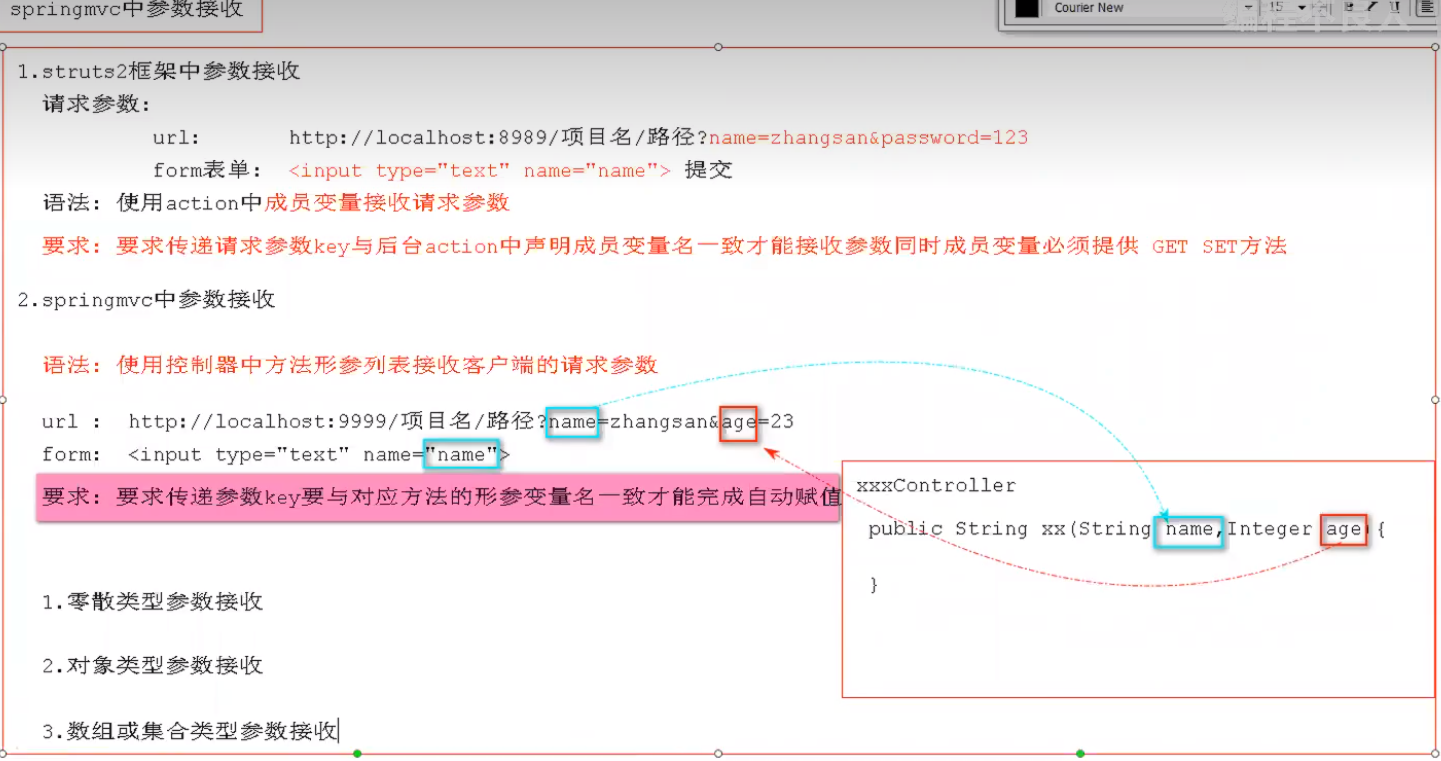 springmvc中参数接收
Courier New
15
编程不良人
1.struts2框架中参数接收
请求参数:
url: http://localhost:8989/项目名/路径?name=zhangsan&password=123
form表单: <input type="text" name="name"> 提交
语法: 使用action中成员变量接收请求参数
要求: 要求传递请求参数key与后台action中声明成员变量名一致才能接收参数同时成员变量必须提供 GET SET方法
2.springmvc中参数接收
语法: 使用控制器中方法形参列表接收客户端的请求参数
url : http://localhost:9999/项目名/路径?name=zhangsan&age=23
form: <input type="text" name="name">
要求: 要求传递参数key要与对应方法的形参变量名一致才能完成自动赋值
xxxController
public String xx(String name,Integer age){
}
1.零散类型参数接收
2.对象类型参数接收
3.数组或集合类型参数接收